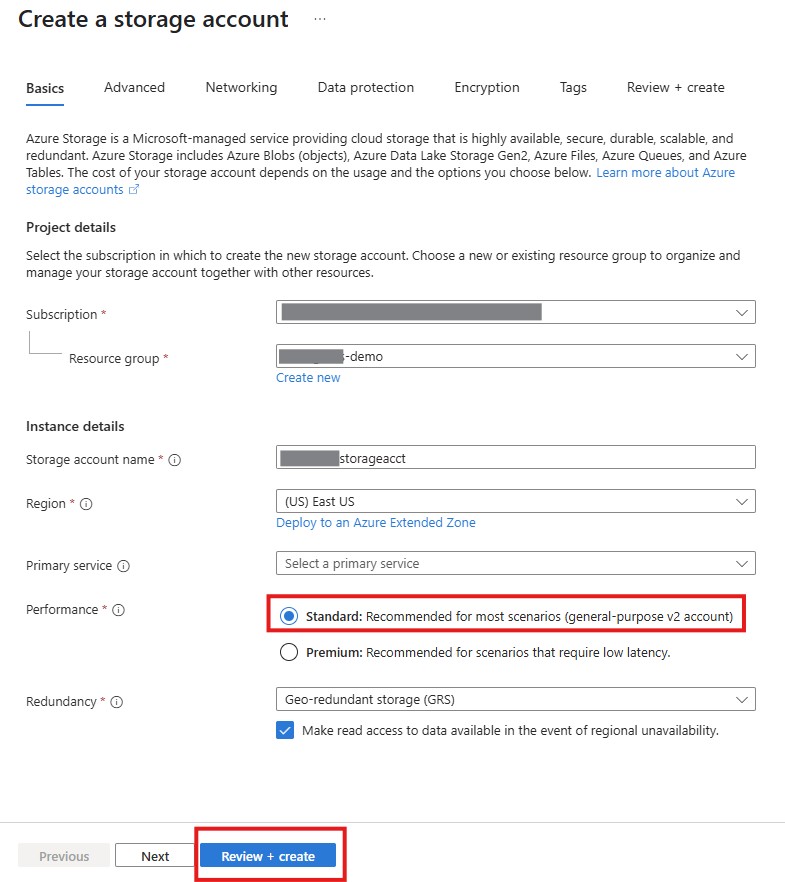 Create a storage account ...
Basics Advanced Networking Data protection Encryption Tags Review + create
Azure Storage is a Microsoft-managed service providing cloud storage that is highly available, secure, durable, scalable, and
redundant. Azure Storage includes Azure Blobs (objects), Azure Data Lake Storage Gen2, Azure Files, Azure Queues, and Azure
Tables. The cost of your storage account depends on the usage and the options you choose below. Learn more about Azure
storage accounts
Project details
Select the subscription in which to create the new storage account. Choose a new or existing resource group to organize and
manage your storage account together with other resources.
Subscription *
Resource group * -demo
Create new
Instance details
Storage account name * storageacct
Region * (US) East US
Deploy to an Azure Extended Zone
Primary service Select a primary service
Performance * Standard: Recommended for most scenarios (general-purpose v2 account)
Premium: Recommended for scenarios that require low latency.
Redundancy * Geo-redundant storage (GRS)
Make read access to data available in the event of regional unavailability.
Previous Next Review + create